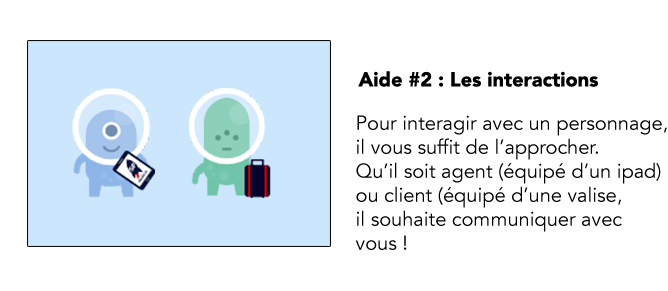 Aide #2 : Les interactions
Pour interagir avec un personnage,
il vous suffit de l'approcher.
Qu'il soit agent (équipé d'un ipad)
ou client (équipé d'une valise,
il souhaite communiquer avec
vous !